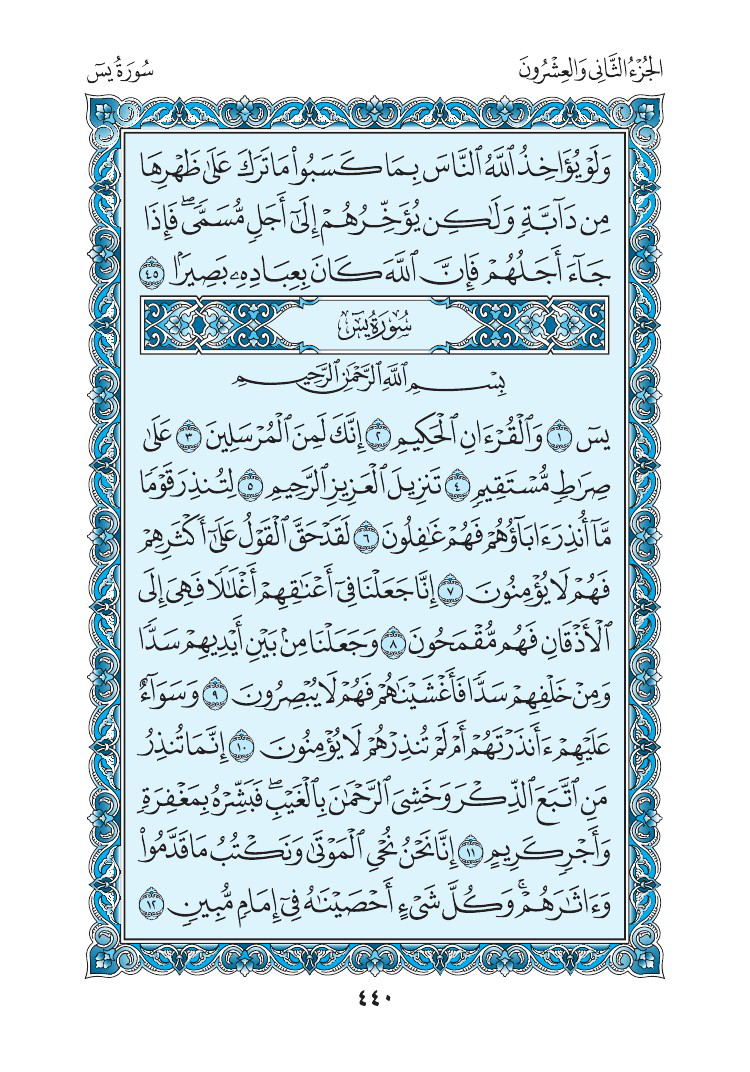 الجُزْءُ الثَّانِي وَالعِشْرُونَ
سُورَةُ يسٓ
وَلَوْ يُؤَاخِذُ ٱللَّهُ ٱلنَّاسَ بِمَا كَسَبُوا۟ مَا تَرَكَ عَلَىٰ ظَهْرِهَا
مِن دَآبَّةٍ وَلَٰكِن يُؤَخِّرُهُمْ إِلَىٰٓ أَجَلٍ مُّسَمًّى ۖ فَإِذَا
جَآءَ أَجَلُهُمْ فَإِنَّ ٱللَّهَ كَانَ بِعِبَادِهِۦ بَصِيرًۢا ٤٥
سُورَةُ يسٓ
بِسْمِ ٱللَّهِ ٱلرَّحْمَٰنِ ٱلرَّحِيمِ
يسٓ ١ وَٱلْقُرْءَانِ ٱلْحَكِيمِ ٢ إِنَّكَ لَمِنَ ٱلْمُرْسَلِينَ ٣ عَلَىٰ
صِرَٰطٍ مُّسْتَقِيمٍ ٤ تَنزِيلَ ٱلْعَزِيزِ ٱلرَّحِيمِ ٥ لِتُنذِرَ قَوْمًا
مَّآ أُنذِرَ ءَابَآؤُهُمْ فَهُمْ غَٰفِلُونَ ٦ لَقَدْ حَقَّ ٱلْقَوْلُ عَلَىٰٓ أَكْثَرِهِمْ
فَهُمْ لَا يُؤْمِنُونَ ٧ إِنَّا جَعَلْنَا فِىٓ أَعْنَٰقِهِمْ أَغْلَٰلًا فَهِىَ إِلَى
ٱلْأَذْقَانِ فَهُم مُّقْمَحُونَ ٨ وَجَعَلْنَا مِنۢ بَيْنِ أَيْدِيهِمْ سَدًّا
وَمِنْ خَلْفِهِمْ سَدًّا فَأَغْشَيْنَٰهُمْ فَهُمْ لَا يُبْصِرُونَ ٩ وَسَوَآءٌ
عَلَيْهِمْ ءَأَنذَرْتَهُمْ أَمْ لَمْ تُنذِرْهُمْ لَا يُؤْمِنُونَ ١٠ إِنَّمَا تُنذِرُ
مَنِ ٱتَّبَعَ ٱلذِّكْرَ وَخَشِىَ ٱلرَّحْمَٰنَ بِٱلْغَيْبِ ۖ فَبَشِّرْهُ بِمَغْفِرَةٍ
وَأَجْرٍ كَرِيمٍ ١١ إِنَّا نَحْنُ نُحْىِ ٱلْمَوْتَىٰ وَنَكْتُبُ مَا قَدَّمُوا۟
وَءَاثَٰرَهُمْ ۚ وَكُلَّ شَىْءٍ أَحْصَيْنَٰهُ فِىٓ إِمَامٍ مُّبِينٍ ١٢
٤٤٠